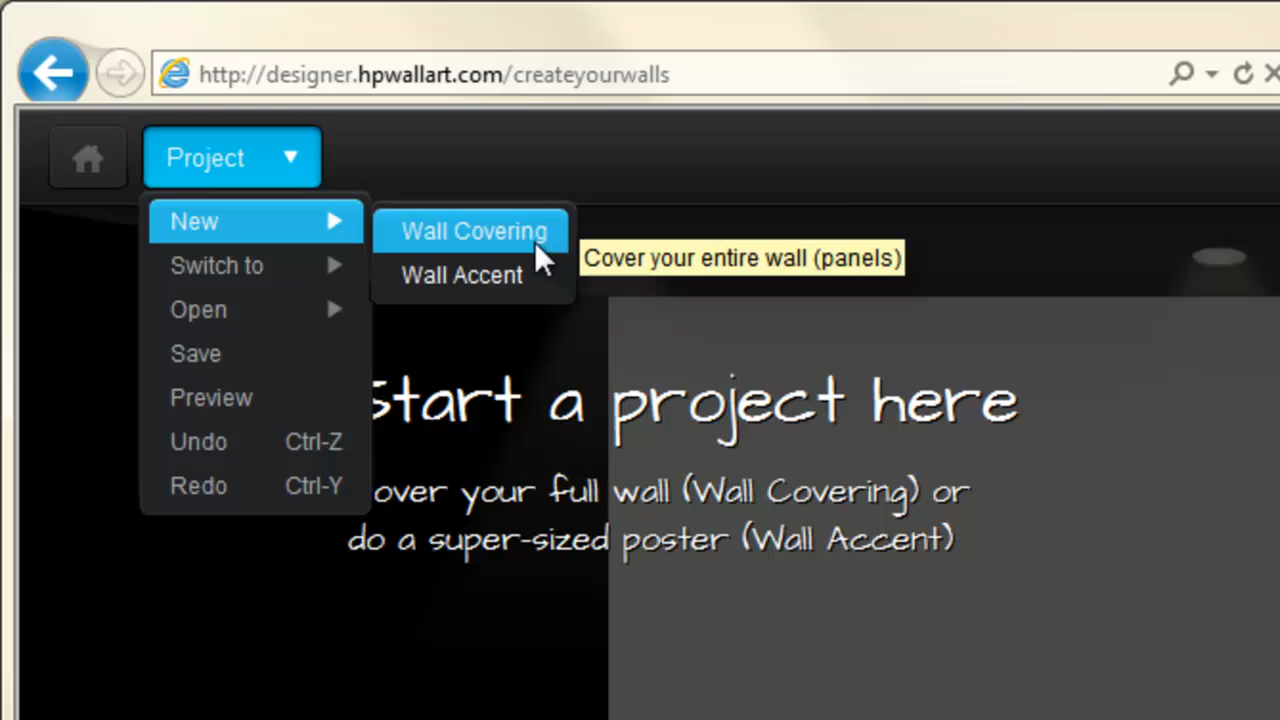 http://designer.hpwallart.com/createyourwalls
Project
New
Switch to
Open
Save
Preview
Undo Ctrl-Z
Redo Ctrl-Y
Wall Covering
Wall Accent
Cover your entire wall (panels)
Start a project here
over your full wall (Wall Covering) or
do a super-sized poster (Wall Accent)